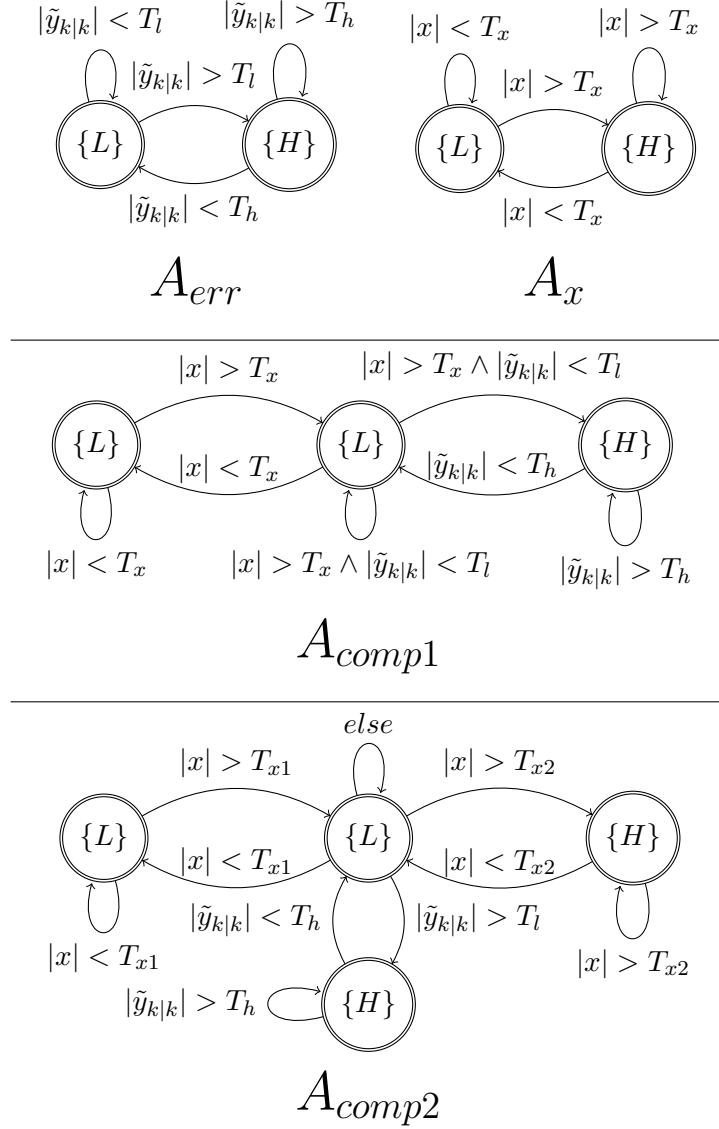 |ỹ_{k|k}| < T_l
|ỹ_{k|k}| > T_h
|ỹ_{k|k}| > T_l
{L}
{H}
|ỹ_{k|k}| < T_h
A_{err}
|x| < T_x
|x| > T_x
|x| > T_x
{L}
{H}
|x| < T_x
A_x
|x| > T_x
|x| > T_x ∧ |ỹ_{k|k}| < T_l
{L}
{L}
{H}
|x| < T_x
|ỹ_{k|k}| < T_h
|x| < T_x
|x| > T_x ∧ |ỹ_{k|k}| < T_l
|ỹ_{k|k}| > T_h
A_{comp1}
else
|x| > T_{x1}
|x| > T_{x2}
{L}
{L}
{H}
|x| < T_{x1}
|x| < T_{x2}
|ỹ_{k|k}| < T_h
|ỹ_{k|k}| > T_l
|x| < T_{x1}
|x| > T_{x2}
|ỹ_{k|k}| > T_h
{H}
A_{comp2}